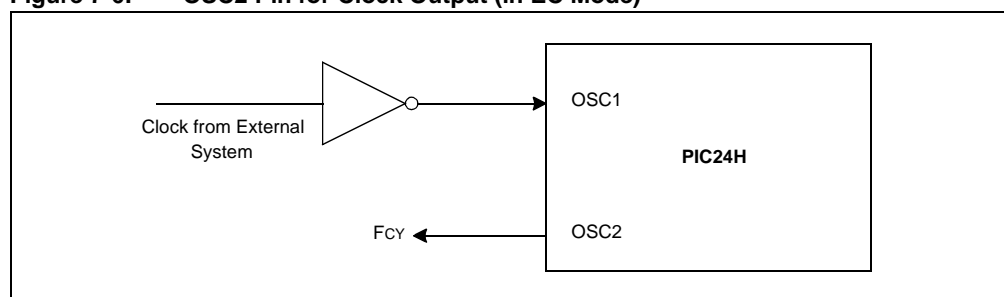 Figure 7-6: OSC2 Pin for Clock Output (in EC Mode)
Clock from External
System
OSC1
PIC24H
FCY
OSC2